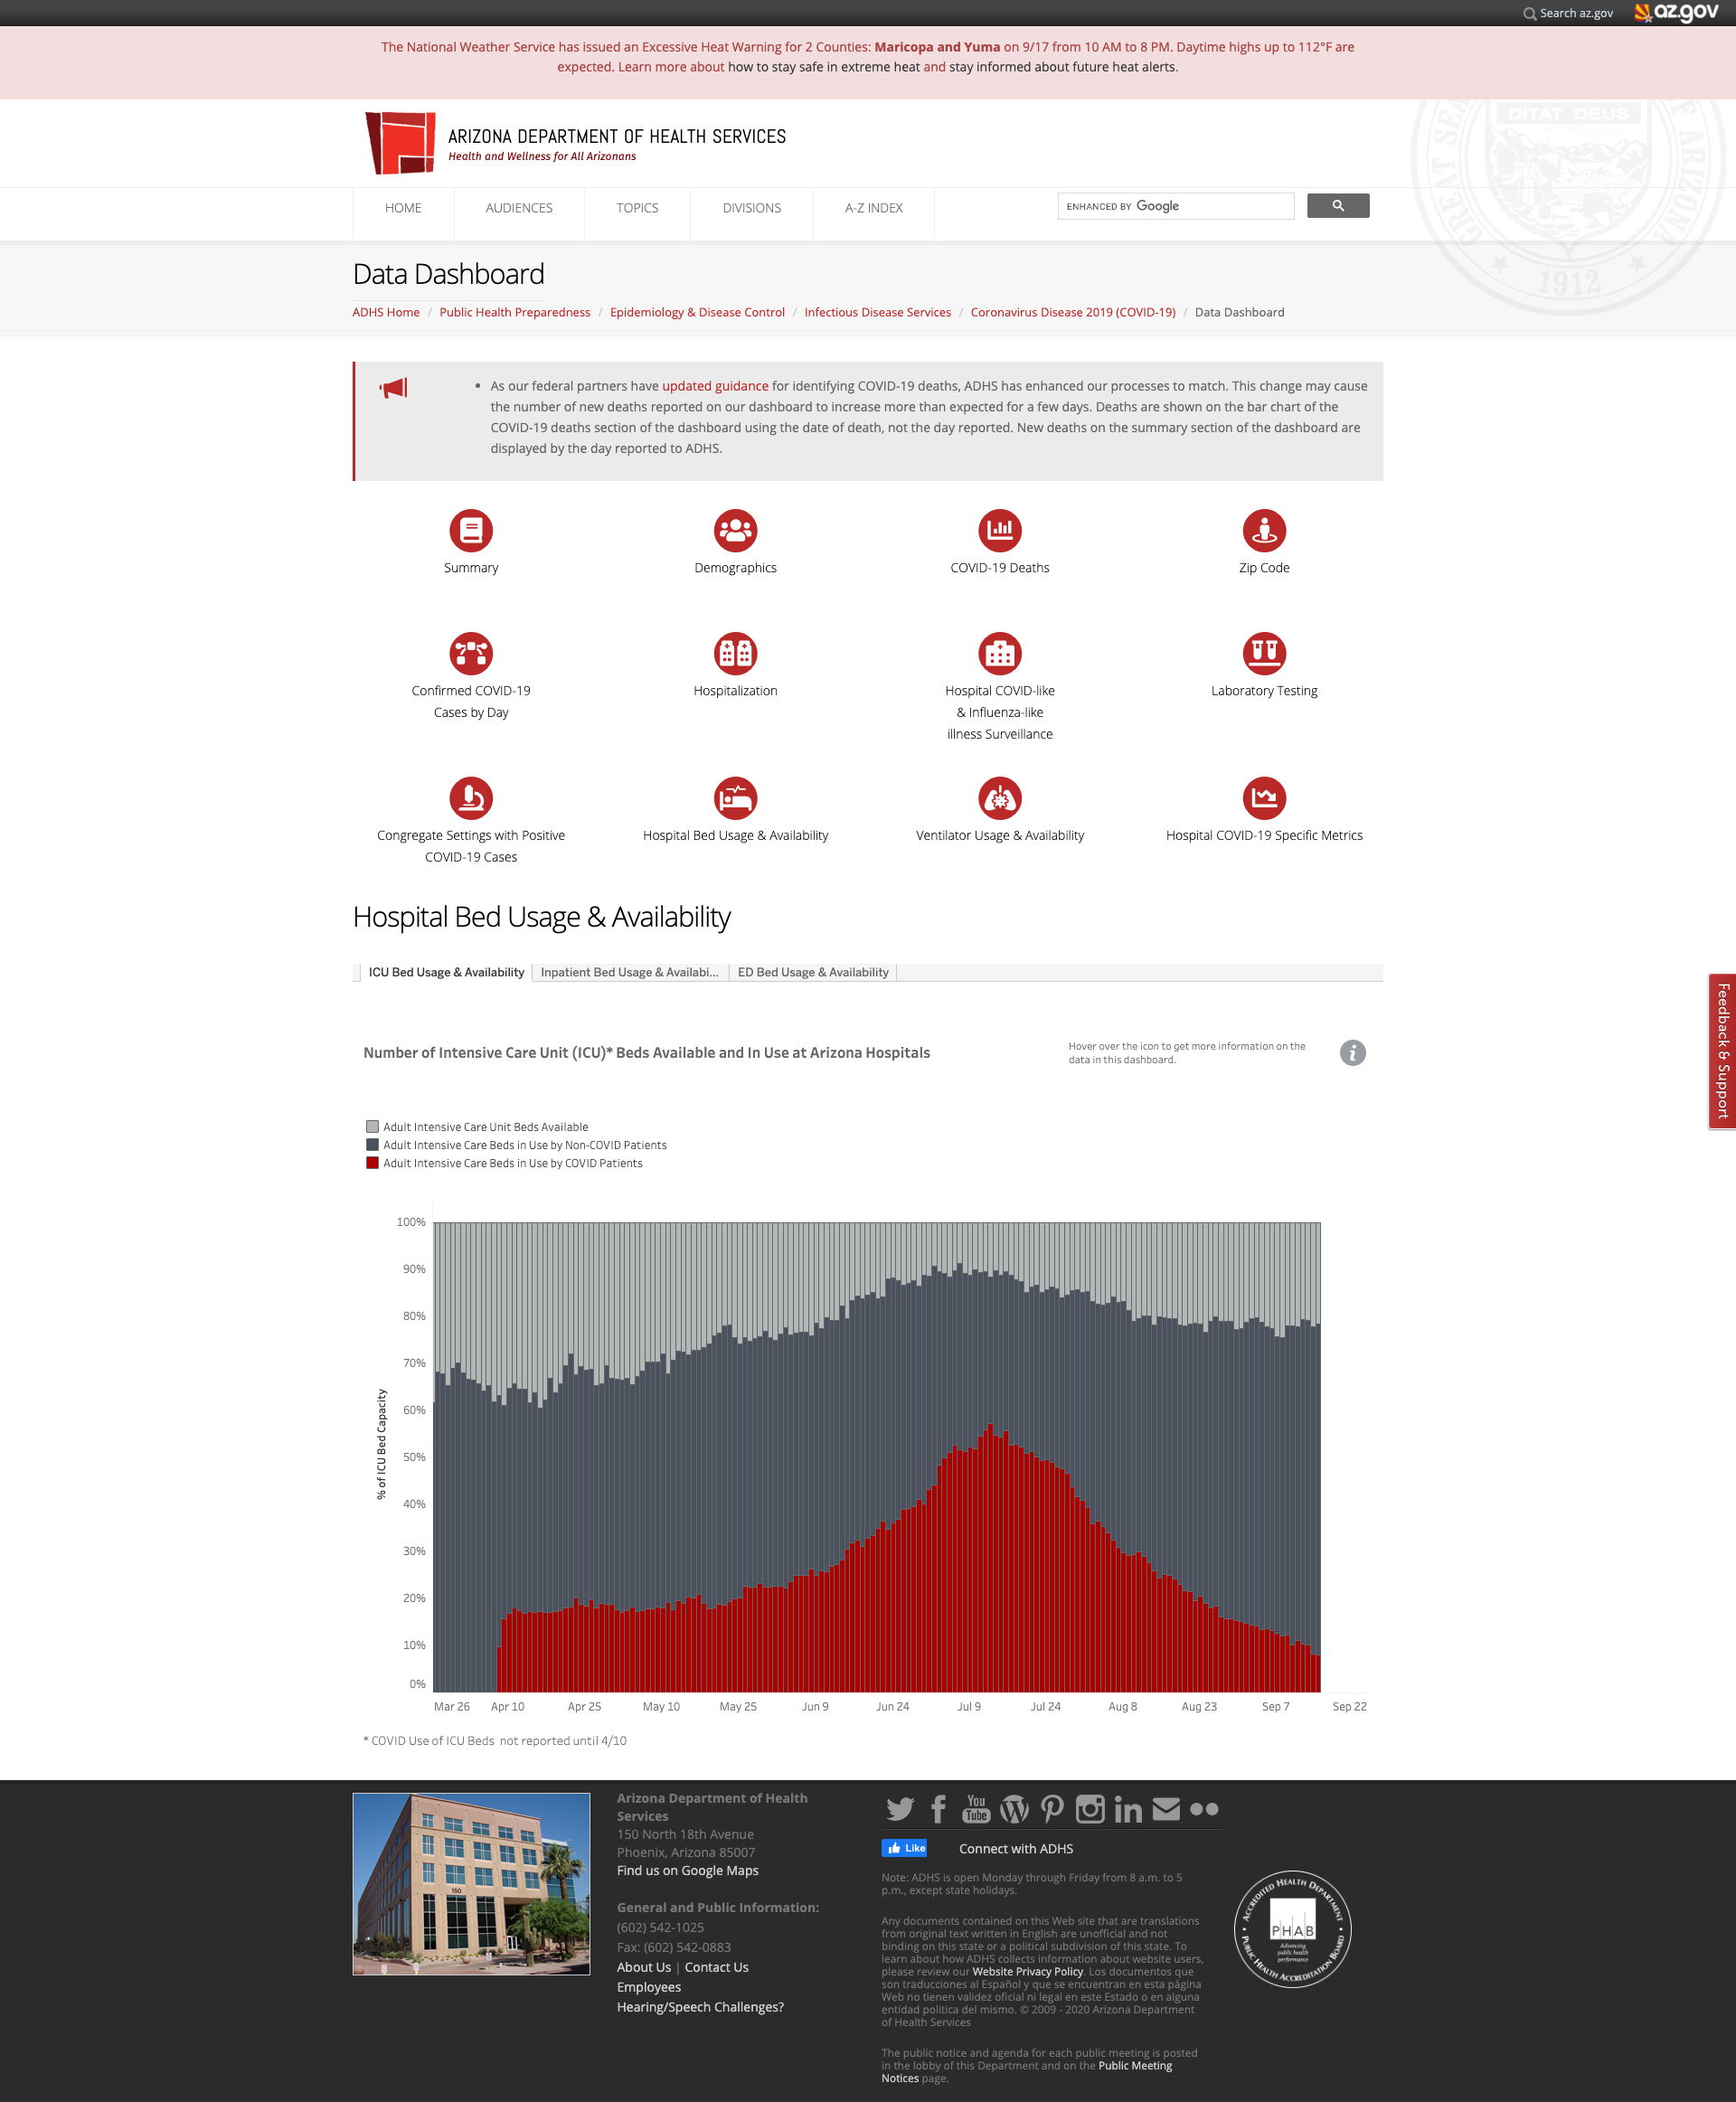 Search az.gov
az.gov
The National Weather Service has issued an Excessive Heat Warning for 2 Counties: Maricopa and Yuma on 9/17 from 10 AM to 8 PM. Daytime highs up to 112°F are
expected. Learn more about how to stay safe in extreme heat and stay informed about future heat alerts.
DITAT DEUS
GREAT SEAL
ARIZONA
1912
ARIZONA DEPARTMENT OF HEALTH SERVICES
Health and Wellness for All Arizonans
HOME AUDIENCES TOPICS DIVISIONS A-Z INDEX
ENHANCED BY Google
Data Dashboard
ADHS Home / Public Health Preparedness / Epidemiology & Disease Control / Infectious Disease Services / Coronavirus Disease 2019 (COVID-19) / Data Dashboard
• As our federal partners have updated guidance for identifying COVID-19 deaths, ADHS has enhanced our processes to match. This change may cause
the number of new deaths reported on our dashboard to increase more than expected for a few days. Deaths are shown on the bar chart of the
COVID-19 deaths section of the dashboard using the date of death, not the day reported. New deaths on the summary section of the dashboard are
displayed by the day reported to ADHS.
Summary
Demographics
COVID-19 Deaths
Zip Code
Confirmed COVID-19
Cases by Day
Hospitalization
Hospital COVID-like
& Influenza-like
illness Surveillance
Laboratory Testing
Congregate Settings with Positive
COVID-19 Cases
Hospital Bed Usage & Availability
Ventilator Usage & Availability
Hospital COVID-19 Specific Metrics
Hospital Bed Usage & Availability
ICU Bed Usage & Availability
Inpatient Bed Usage & Availabi...
ED Bed Usage & Availability
Feedback & Support
Number of Intensive Care Unit (ICU)* Beds Available and In Use at Arizona Hospitals
Hover over the icon to get more information on the
data in this dashboard.
Adult Intensive Care Unit Beds Available
Adult Intensive Care Beds in Use by Non-COVID Patients
Adult Intensive Care Beds in Use by COVID Patients
% of ICU Bed Capacity
100%
90%
80%
70%
60%
50%
40%
30%
20%
10%
0%
Mar 26 Apr 10 Apr 25 May 10 May 25 Jun 9 Jun 24 Jul 9 Jul 24 Aug 8 Aug 23 Sep 7 Sep 22
* COVID Use of ICU Beds not reported until 4/10
150
Arizona Department of Health
Services
150 North 18th Avenue
Phoenix, Arizona 85007
Find us on Google Maps
General and Public Information:
(602) 542-1025
Fax: (602) 542-0883
About Us | Contact Us
Employees
Hearing/Speech Challenges?
You
Tube
Like
Connect with ADHS
Note: ADHS is open Monday through Friday from 8 a.m. to 5
p.m., except state holidays.
Any documents contained on this Web site that are translations
from original text written in English are unofficial and not
binding on this state or a political subdivision of this state. To
learn about how ADHS collects information about website users,
please review our Website Privacy Policy. Los documentos que
son traducciones al Español y que se encuentran en esta página
Web no tienen validez oficial ni legal en este Estado o en alguna
entidad politica del mismo. © 2009 - 2020 Arizona Department
of Health Services
The public notice and agenda for each public meeting is posted
in the lobby of this Department and on the Public Meeting
Notices page.
ACCREDITED HEALTH DEPARTMENT
PHAB
Advancing
public health
performance
PUBLIC HEALTH ACCREDITATION BOARD